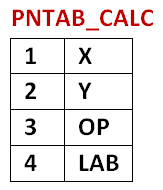 PNTAB_CALC
1 X
2 Y
3 OP
4 LAB